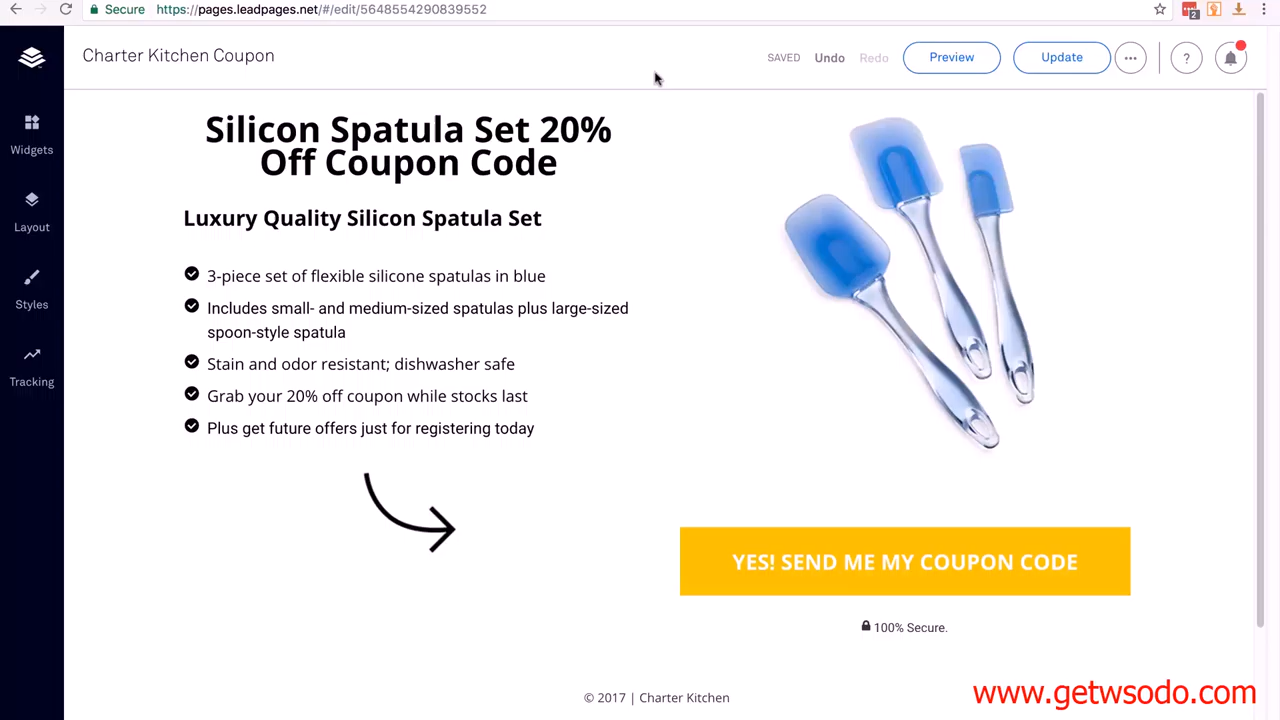 Secure https://pages.leadpages.net/#/edit/5648554290839552
2
Charter Kitchen Coupon
SAVED Undo Redo Preview Update ... ?
Widgets
Layout
Styles
Tracking
Silicon Spatula Set 20%
Off Coupon Code
Luxury Quality Silicon Spatula Set
3-piece set of flexible silicone spatulas in blue
Includes small- and medium-sized spatulas plus large-sized
spoon-style spatula
Stain and odor resistant; dishwasher safe
Grab your 20% off coupon while stocks last
Plus get future offers just for registering today
YES! SEND ME MY COUPON CODE
100% Secure.
© 2017 | Charter Kitchen
www.getwsodo.com